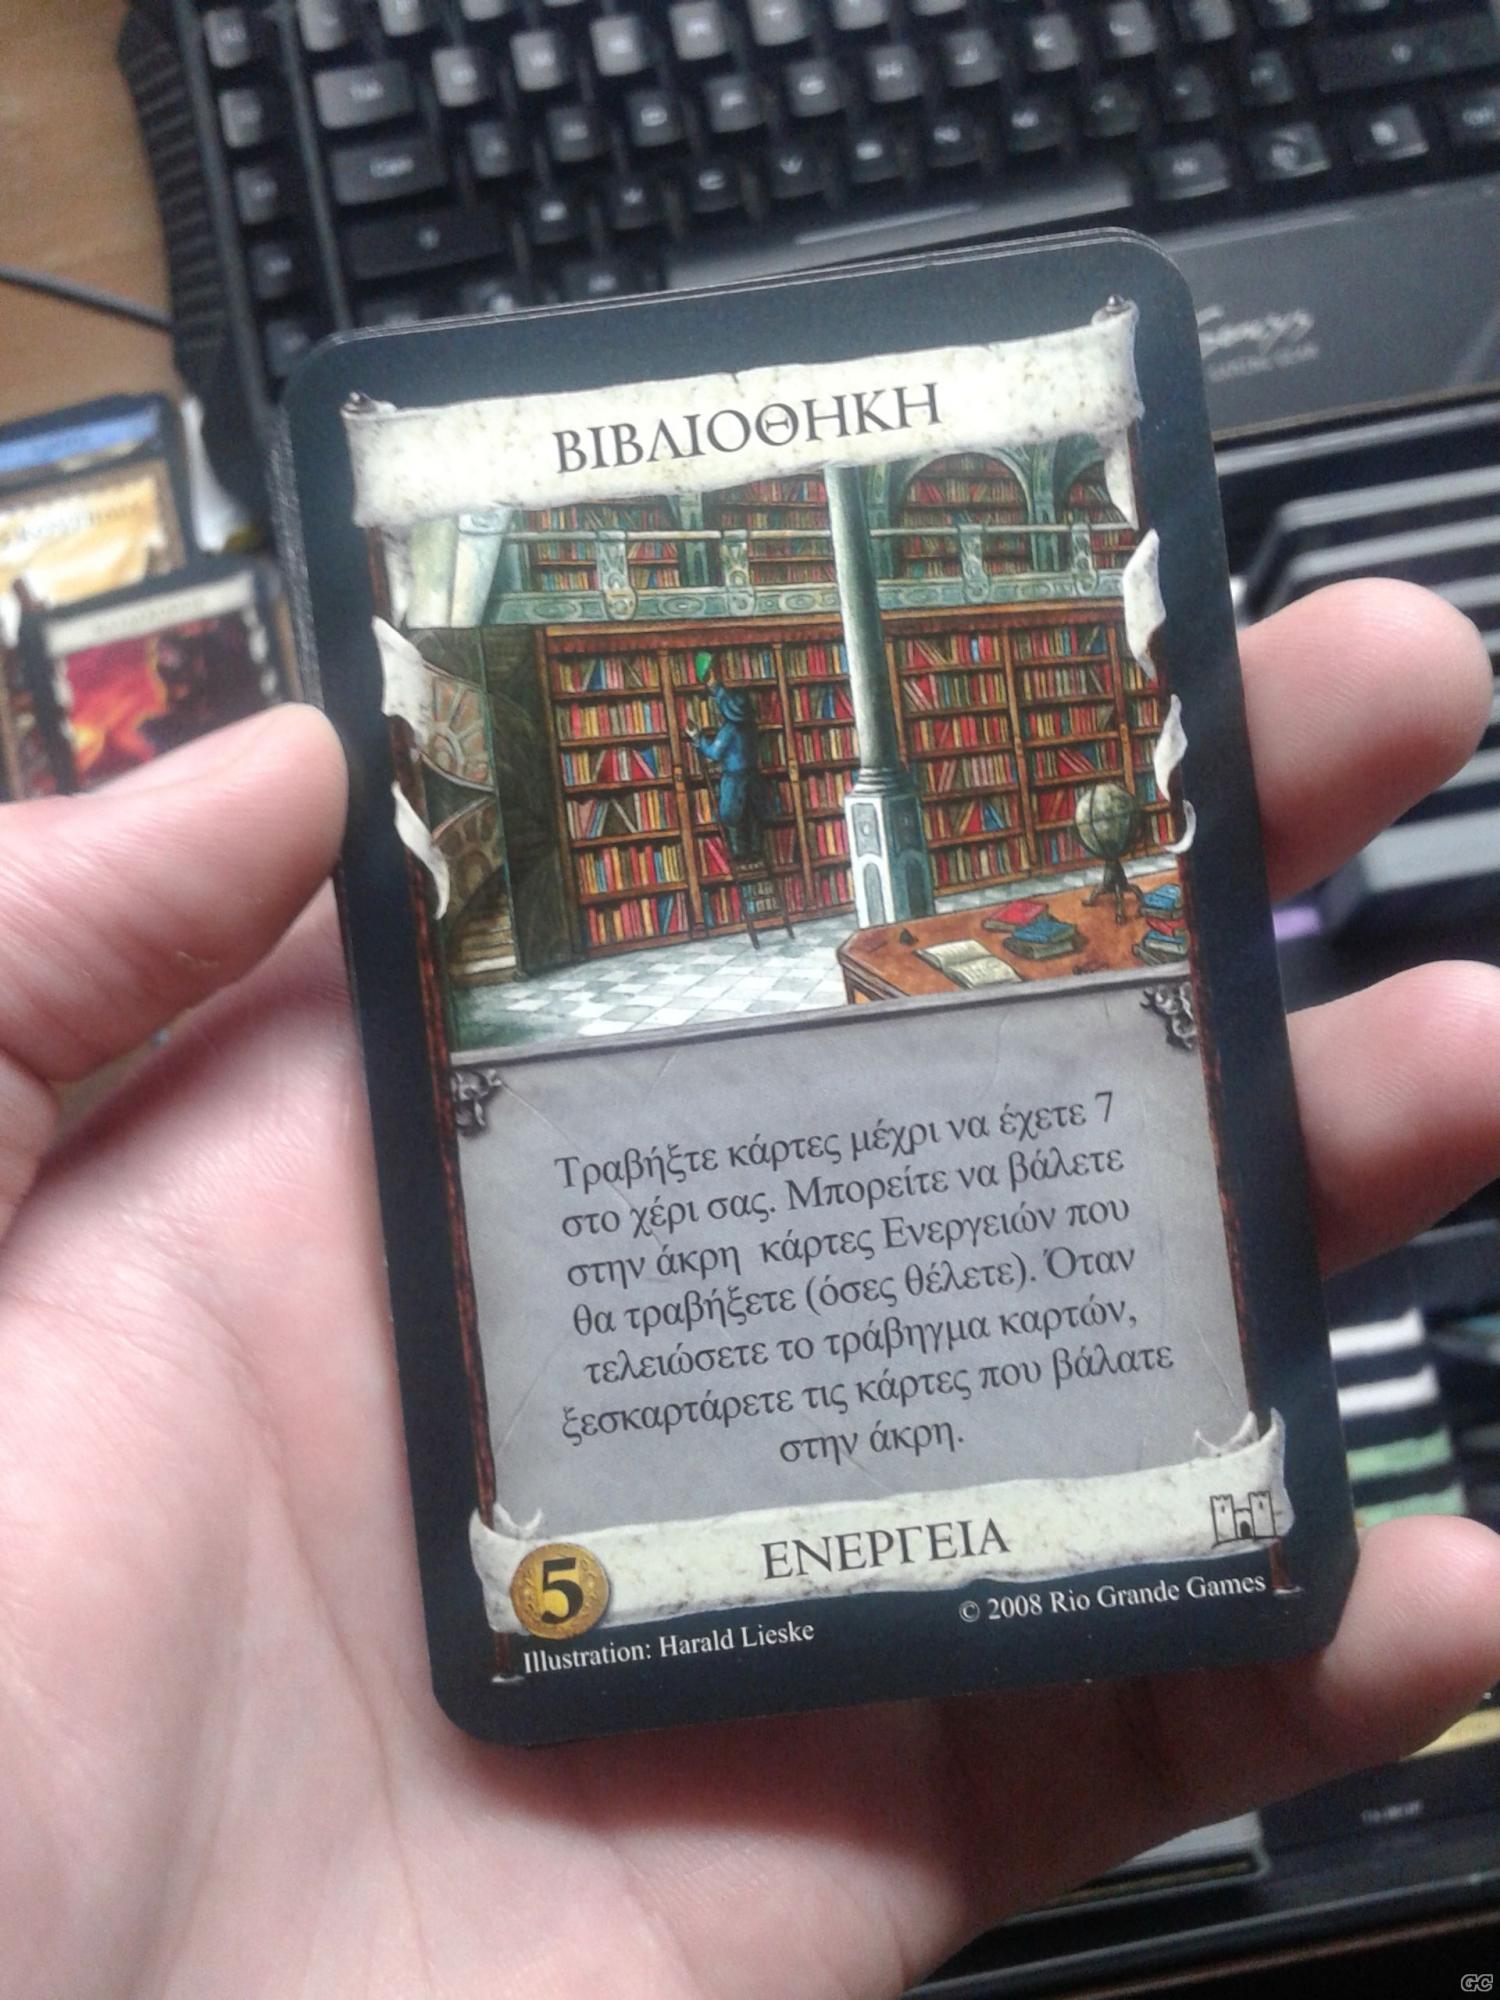 ΒΙΒΛΙΟΘΗΚΗ
Τραβήξτε κάρτες μέχρι να έχετε 7
στο χέρι σας. Μπορείτε να βάλετε
στην άκρη κάρτες Ενεργειών που
θα τραβήξετε (όσες θέλετε). Όταν
τελειώσετε το τράβηγμα καρτών,
ξεσκαρτάρετε τις κάρτες που βάλατε
στην άκρη.
5
ΕΝΕΡΓΕΙΑ
Illustration: Harald Lieske
© 2008 Rio Grande Games
GC